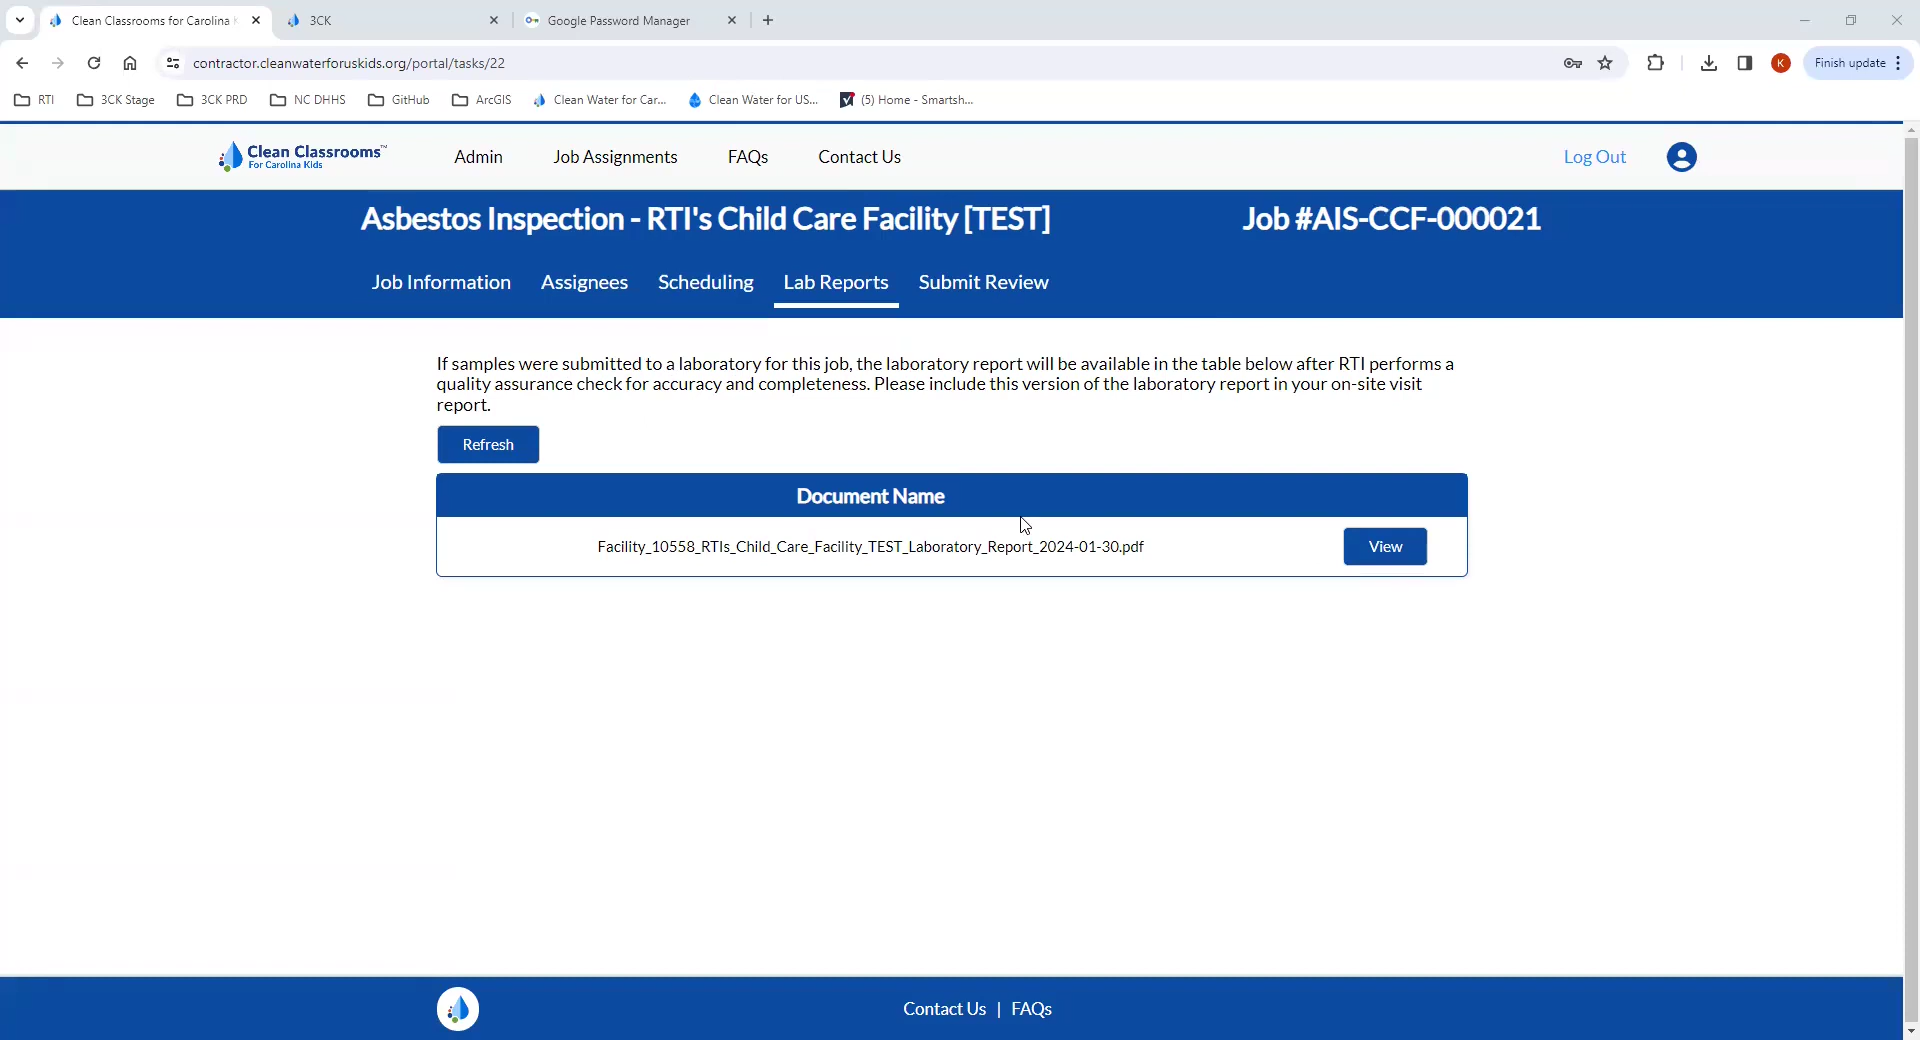 Clean Classrooms for Carolina
3CK
Google Password Manager
contractor.cleanwaterforuskids.org/portal/tasks/22
K
Finish update
RTI
3CK Stage
3CK PRD
NC DHHS
GitHub
ArcGIS
Clean Water for Car...
Clean Water for US...
(5) Home - Smartsh...
Clean Classrooms™
For Carolina Kids
Admin
Job Assignments
FAQs
Contact Us
Log Out
Asbestos Inspection - RTI's Child Care Facility [TEST]
Job #AIS-CCF-000021
Job Information
Assignees
Scheduling
Lab Reports
Submit Review
If samples were submitted to a laboratory for this job, the laboratory report will be available in the table below after RTI performs a
quality assurance check for accuracy and completeness. Please include this version of the laboratory report in your on-site visit
report.
Refresh
Document Name
Facility_10558_RTIs_Child_Care_Facility_TEST_Laboratory_Report_2024-01-30.pdf
View
Contact Us | FAQs